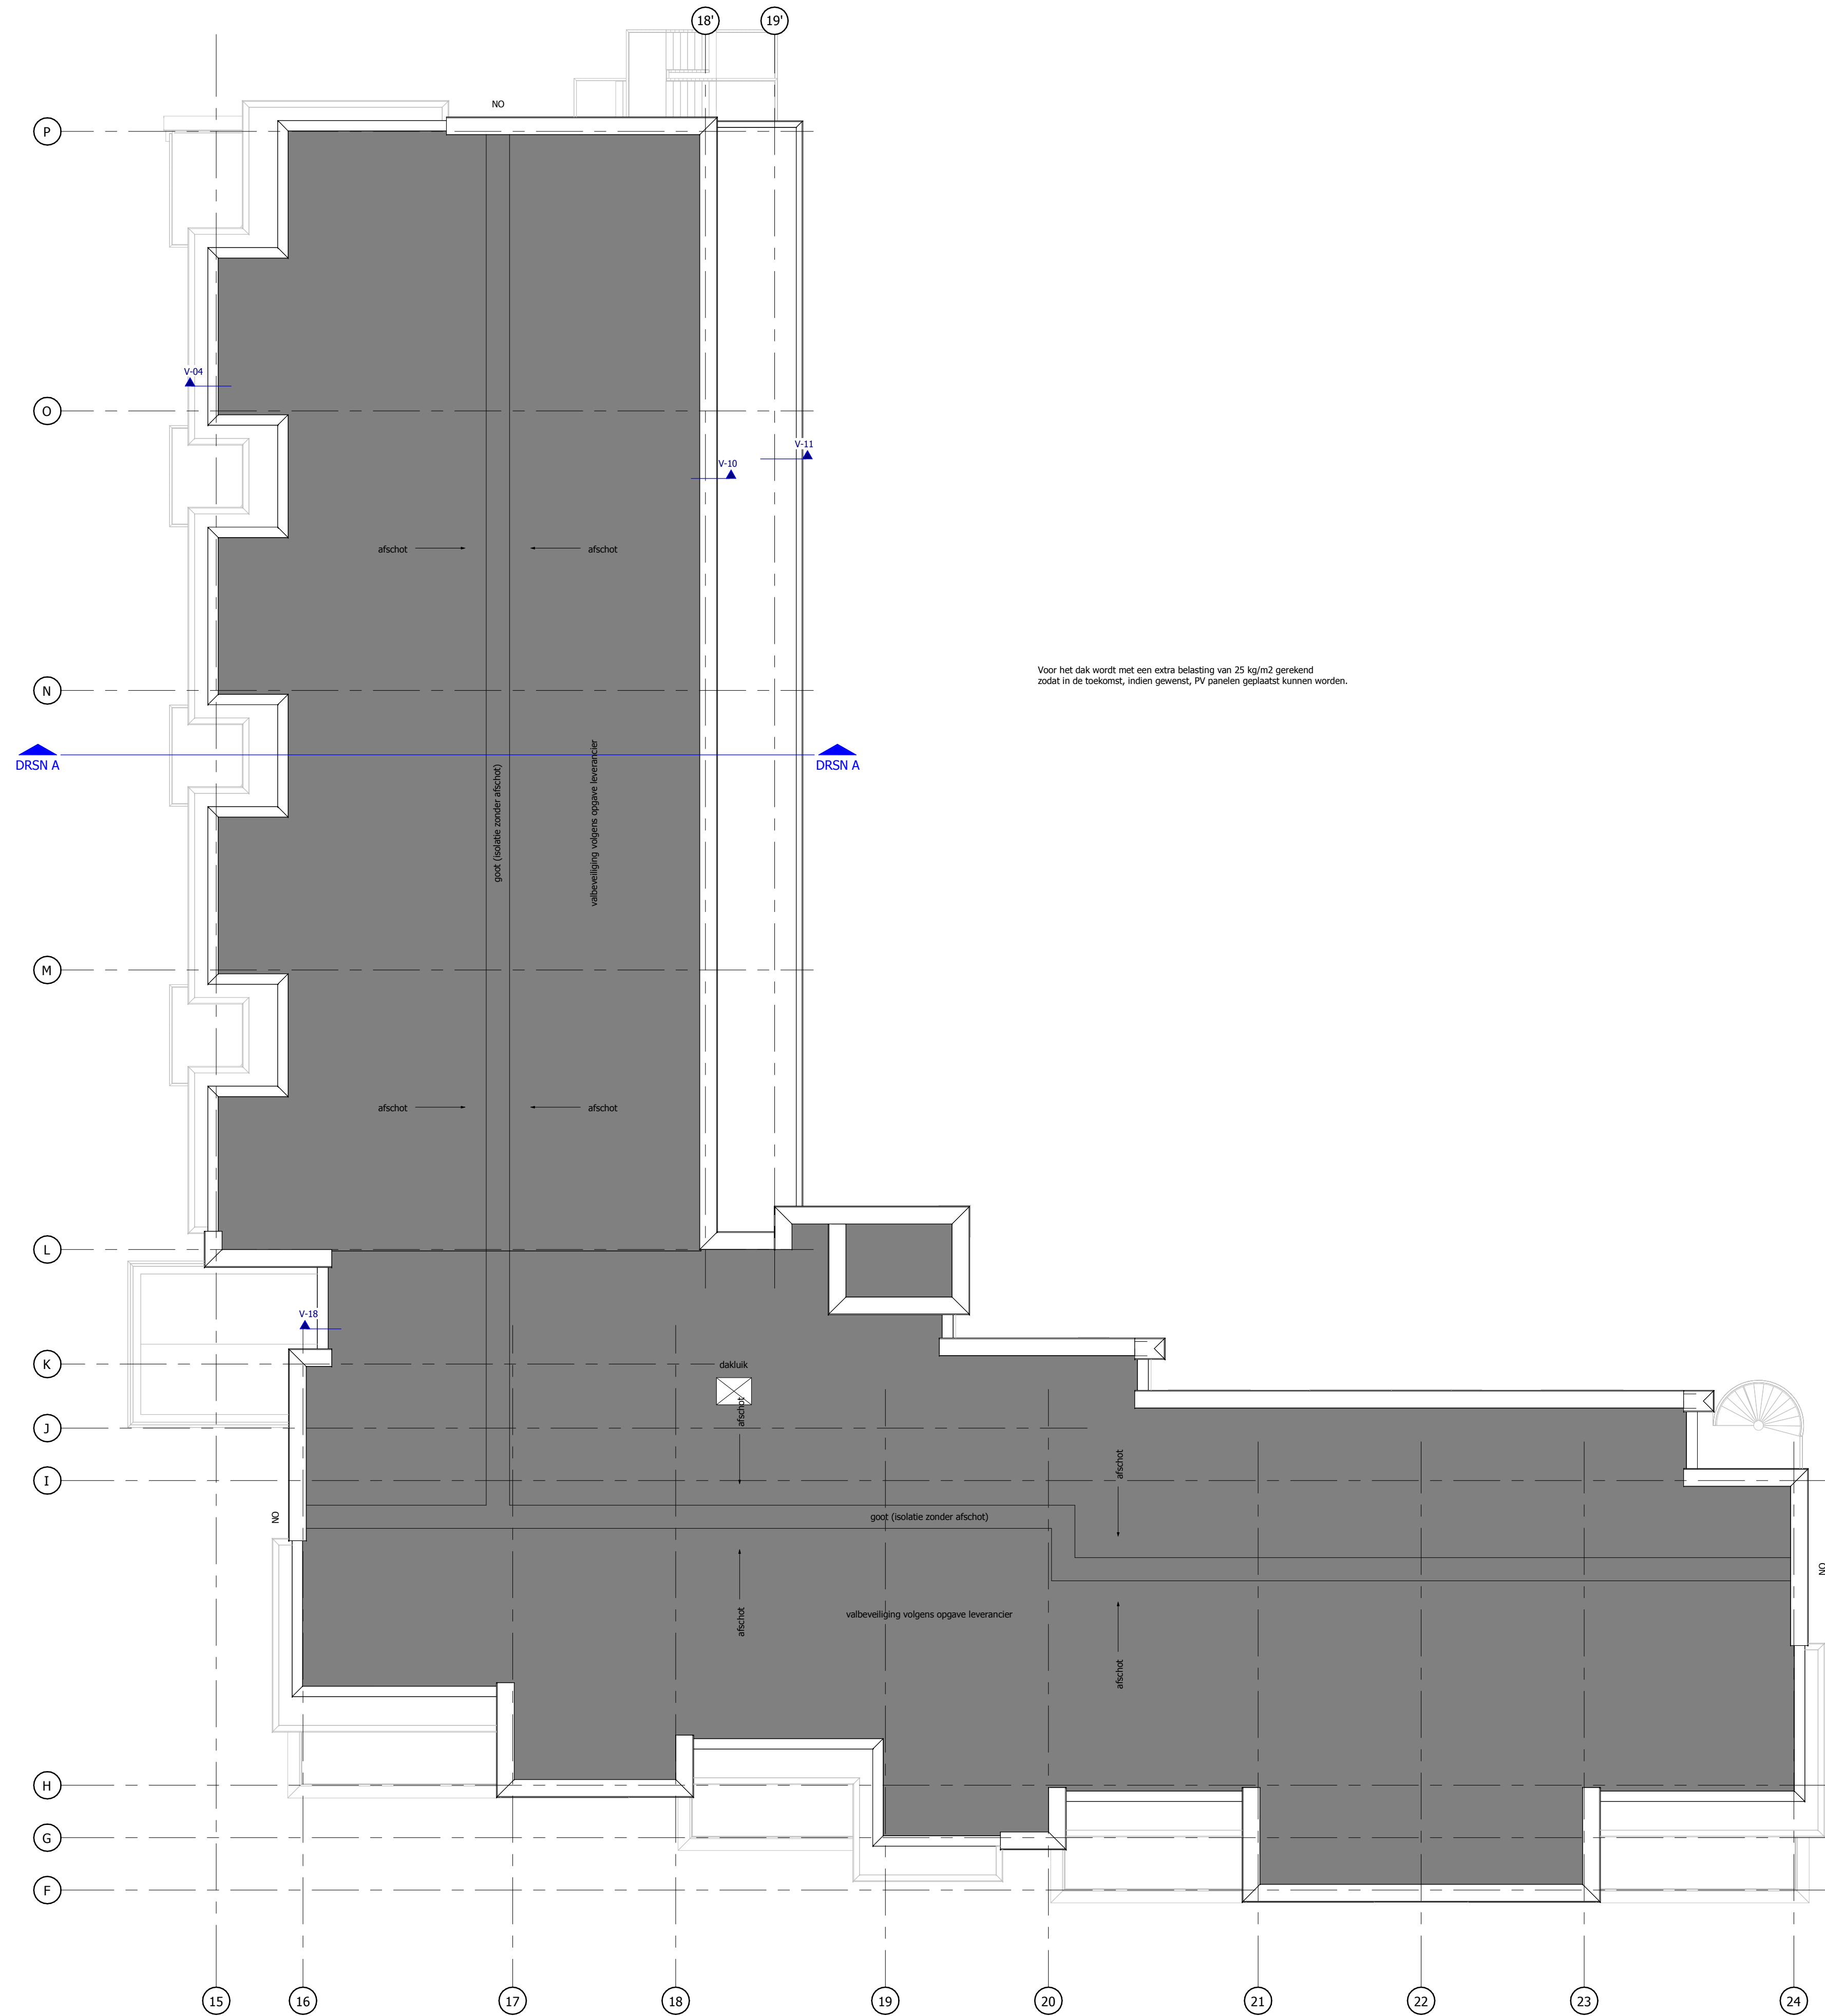 18'
19'
NO
P
V-04
O
V-11
V-10
afschot
afschot
Voor het dak wordt met een extra belasting van 25 kg/m2 gerekend
zodat in de toekomst, indien gewenst, PV panelen geplaatst kunnen worden.
N
DRSN A
DRSN A
goot (isolatie zonder afschot)
valbeveiliging volgens opgave leverancier
M
afschot
afschot
L
V-18
K
dakluik
afschot
J
afschot
I
NO
goot (isolatie zonder afschot)
NO
afschot
valbeveiliging volgens opgave leverancier
afschot
H
G
F
15
16
17
18
19
20
21
22
23
24